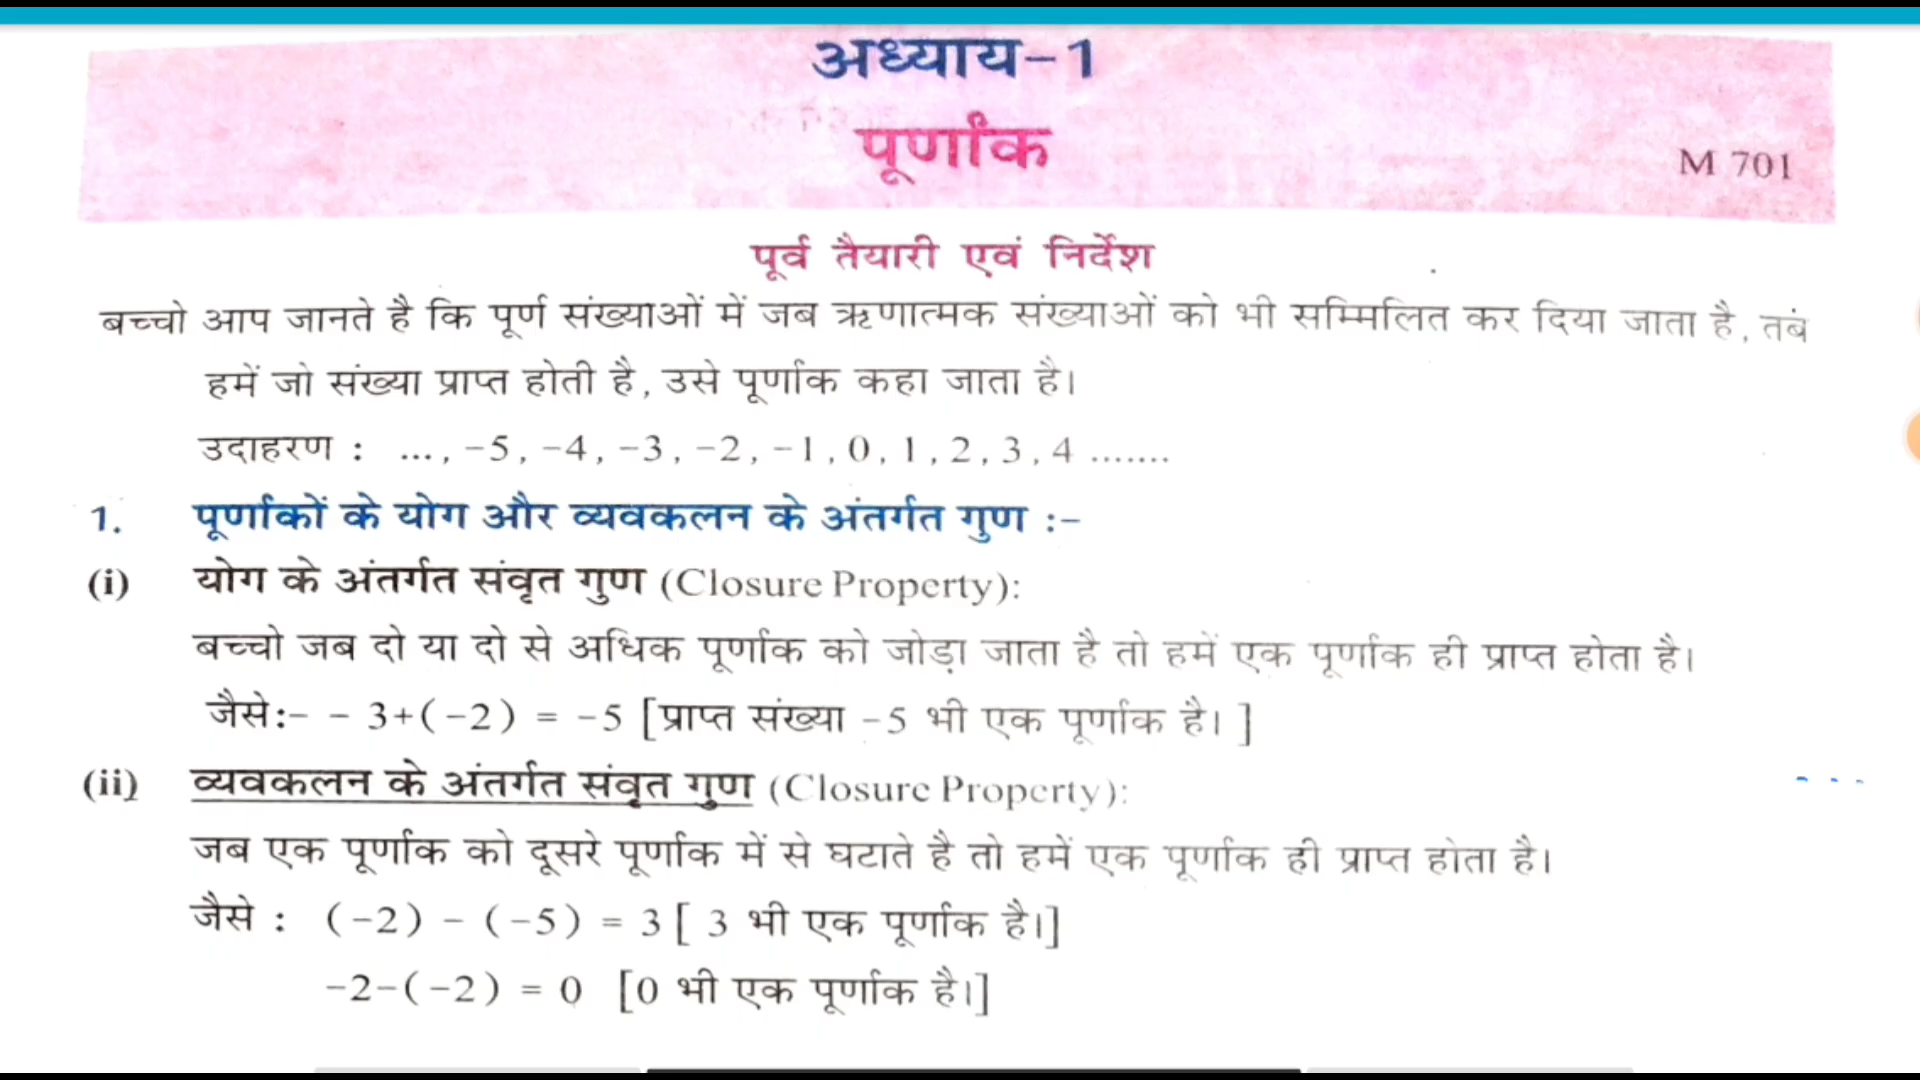 अध्याय-1
पूर्णांक
M 701
पूर्व तैयारी एवं निर्देश
बच्चो आप जानते है कि पूर्ण संख्याओं में जब ऋणात्मक संख्याओं को भी सम्मिलित कर दिया जाता है, तबं
हमें जो संख्या प्राप्त होती है, उसे पूर्णांक कहा जाता है।
उदाहरण : ..., -5, -4, -3, -2, -1, 0, 1, 2, 3, 4 .......
1. पूर्णांकों के योग और व्यवकलन के अंतर्गत गुण :-
(i) योग के अंतर्गत संवृत गुण (Closure Property):
बच्चो जब दो या दो से अधिक पूर्णांक को जोड़ा जाता है तो हमें एक पूर्णांक ही प्राप्त होता है।
जैसे:- - 3+(-2) = -5 [प्राप्त संख्या -5 भी एक पूर्णांक है। ]
(ii) व्यवकलन के अंतर्गत संवृत गुण (Closure Property):
जब एक पूर्णांक को दूसरे पूर्णांक में से घटाते है तो हमें एक पूर्णांक ही प्राप्त होता है।
जैसे : (-2) - (-5) = 3 [ 3 भी एक पूर्णांक है।]
-2-(-2) = 0 [0 भी एक पूर्णांक है।]